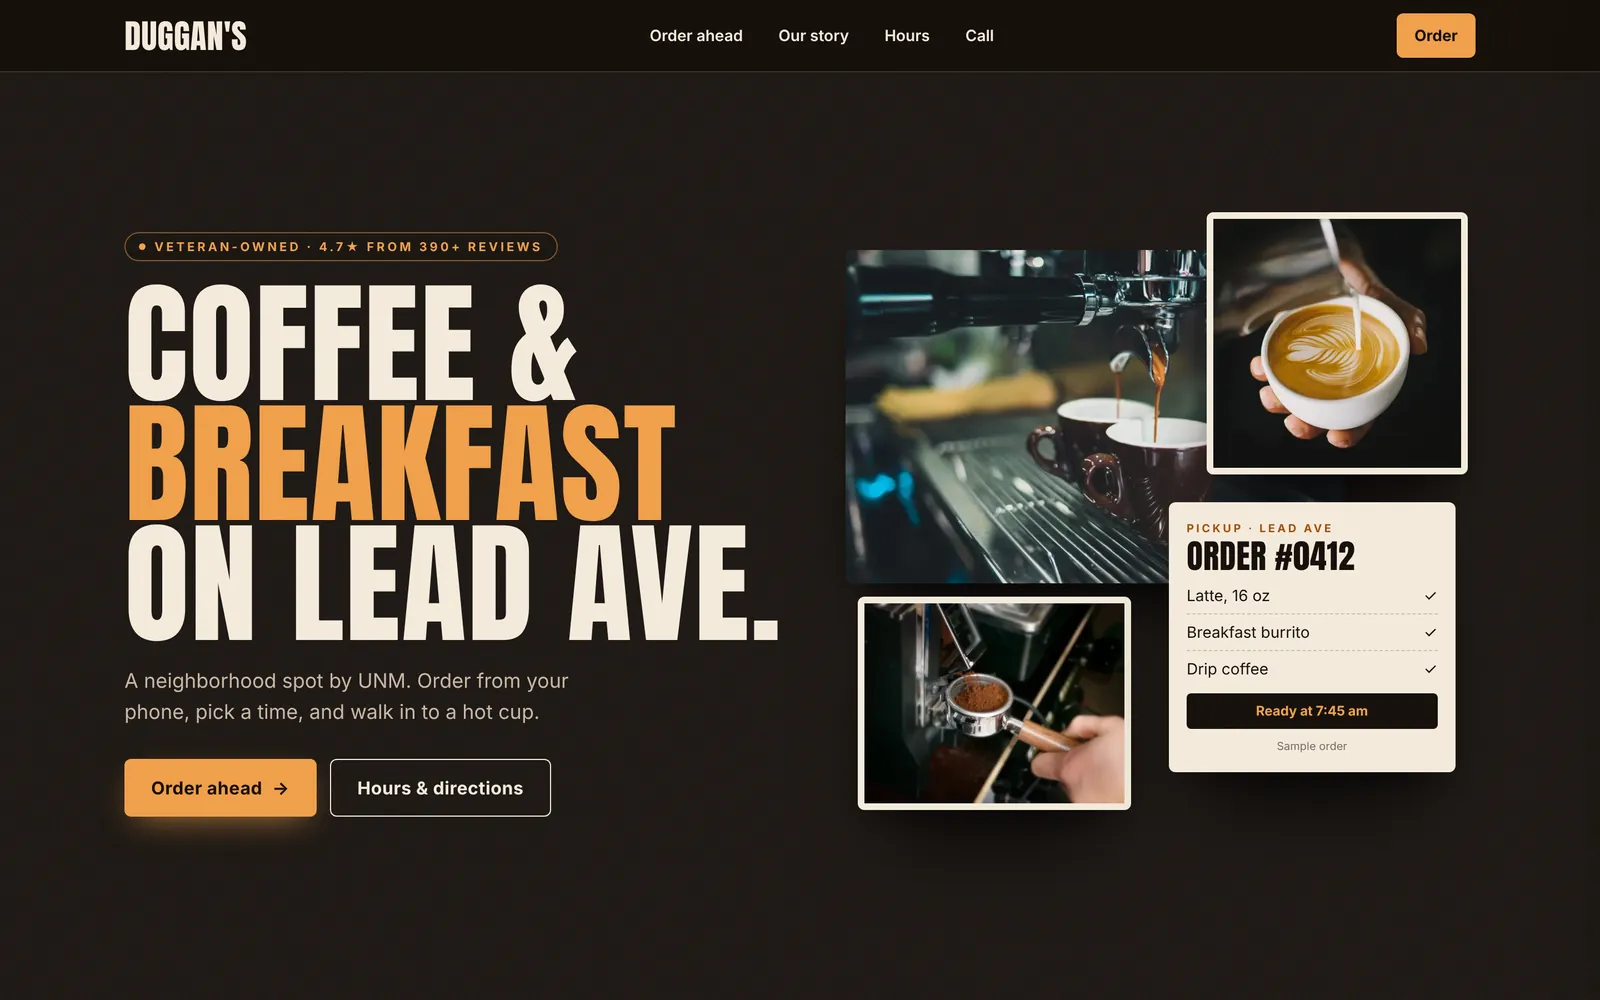 DUGGAN'S
Order ahead
Our story
Hours
Call
Order
VETERAN-OWNED · 4.7★ FROM 390+ REVIEWS
COFFEE &
BREAKFAST
ON LEAD AVE.
A neighborhood spot by UNM. Order from your
phone, pick a time, and walk in to a hot cup.
Order ahead →
Hours & directions
PICKUP · LEAD AVE
ORDER #0412
Latte, 16 oz ✓
Breakfast burrito ✓
Drip coffee ✓
Ready at 7:45 am
Sample order